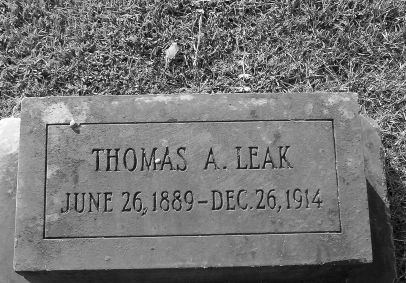 THOMAS A. LEAK
JUNE 26, 1889 - DEC. 26, 1914